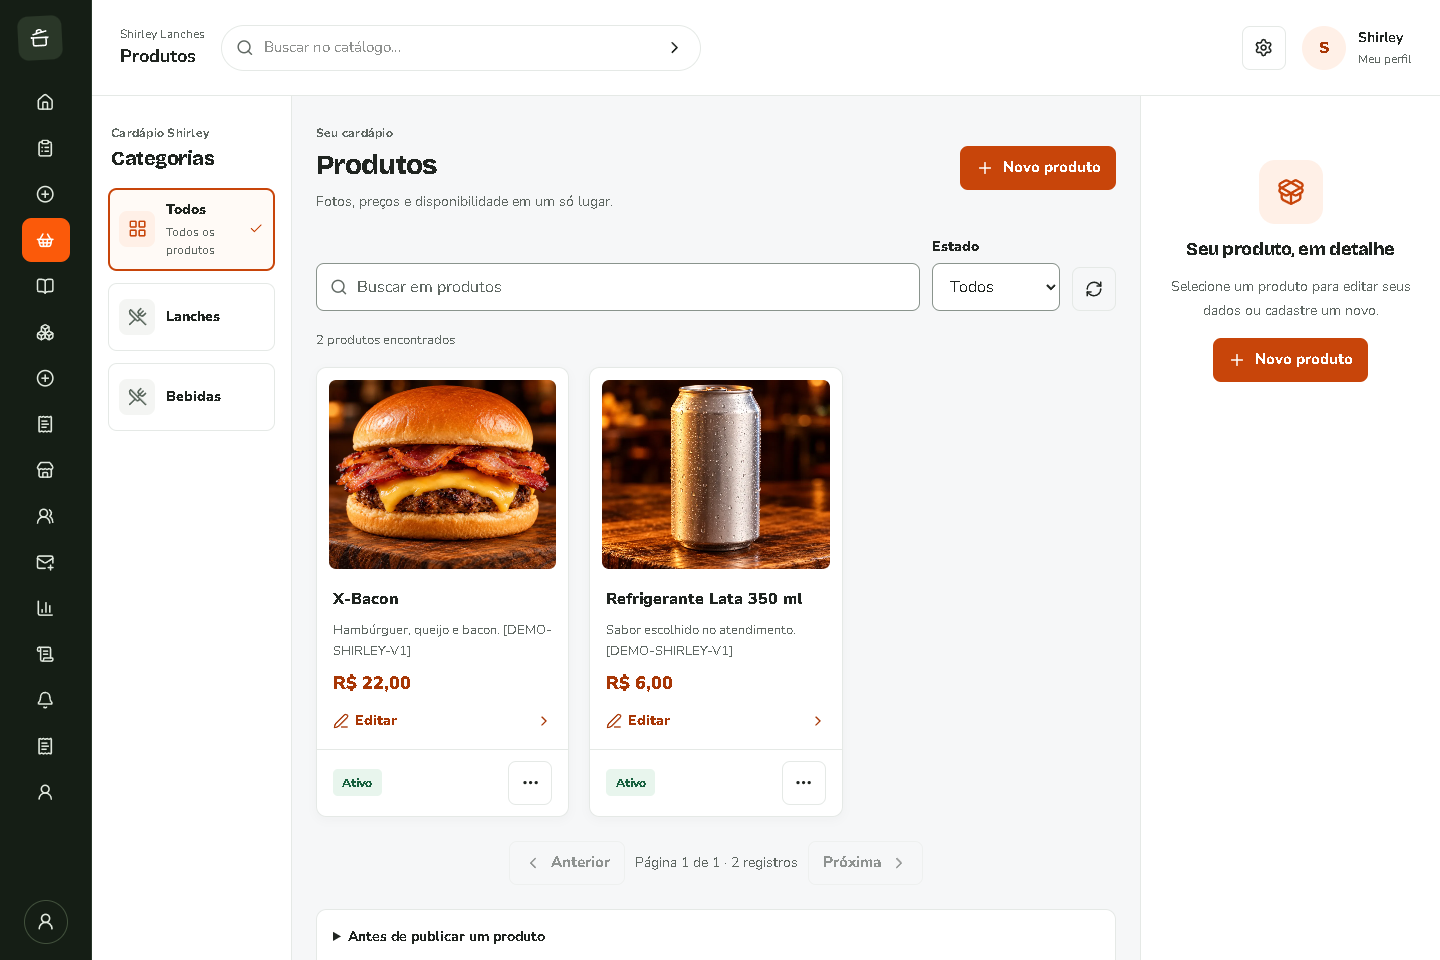 Shirley Lanches
Produtos
Buscar no catálogo...
S
Shirley
Meu perfil
Cardápio Shirley
Categorias
Todos
Todos os
produtos
Lanches
Bebidas
Seu cardápio
Produtos
Fotos, preços e disponibilidade em um só lugar.
Novo produto
Estado
Buscar em produtos
Todos
2 produtos encontrados
X-Bacon
Hambúrguer, queijo e bacon. [DEMO-
SHIRLEY-V1]
R$ 22,00
Editar
Ativo
Refrigerante Lata 350 ml
Sabor escolhido no atendimento.
[DEMO-SHIRLEY-V1]
R$ 6,00
Editar
Ativo
Anterior
Página 1 de 1 · 2 registros
Próxima
Antes de publicar um produto
Seu produto, em detalhe
Selecione um produto para editar seus
dados ou cadastre um novo.
Novo produto